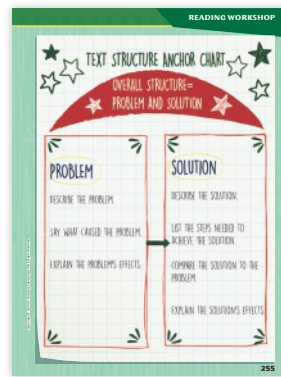 READING WORKSHOP
TEXT STRUCTURE ANCHOR CHART
OVERALL STRUCTURE=
PROBLEM AND SOLUTION
PROBLEM
DESCRIBE THE PROBLEM.
SAY WHAT CAUSED THE PROBLEM.
EXPLAIN THE PROBLEM'S EFFECTS.
SOLUTION
DESCRIBE THE SOLUTION.
LIST THE STEPS NEEDED TO
ACHIEVE THE SOLUTION.
COMPARE THE SOLUTION TO THE
PROBLEM.
EXPLAIN THE SOLUTION'S EFFECTS.
255